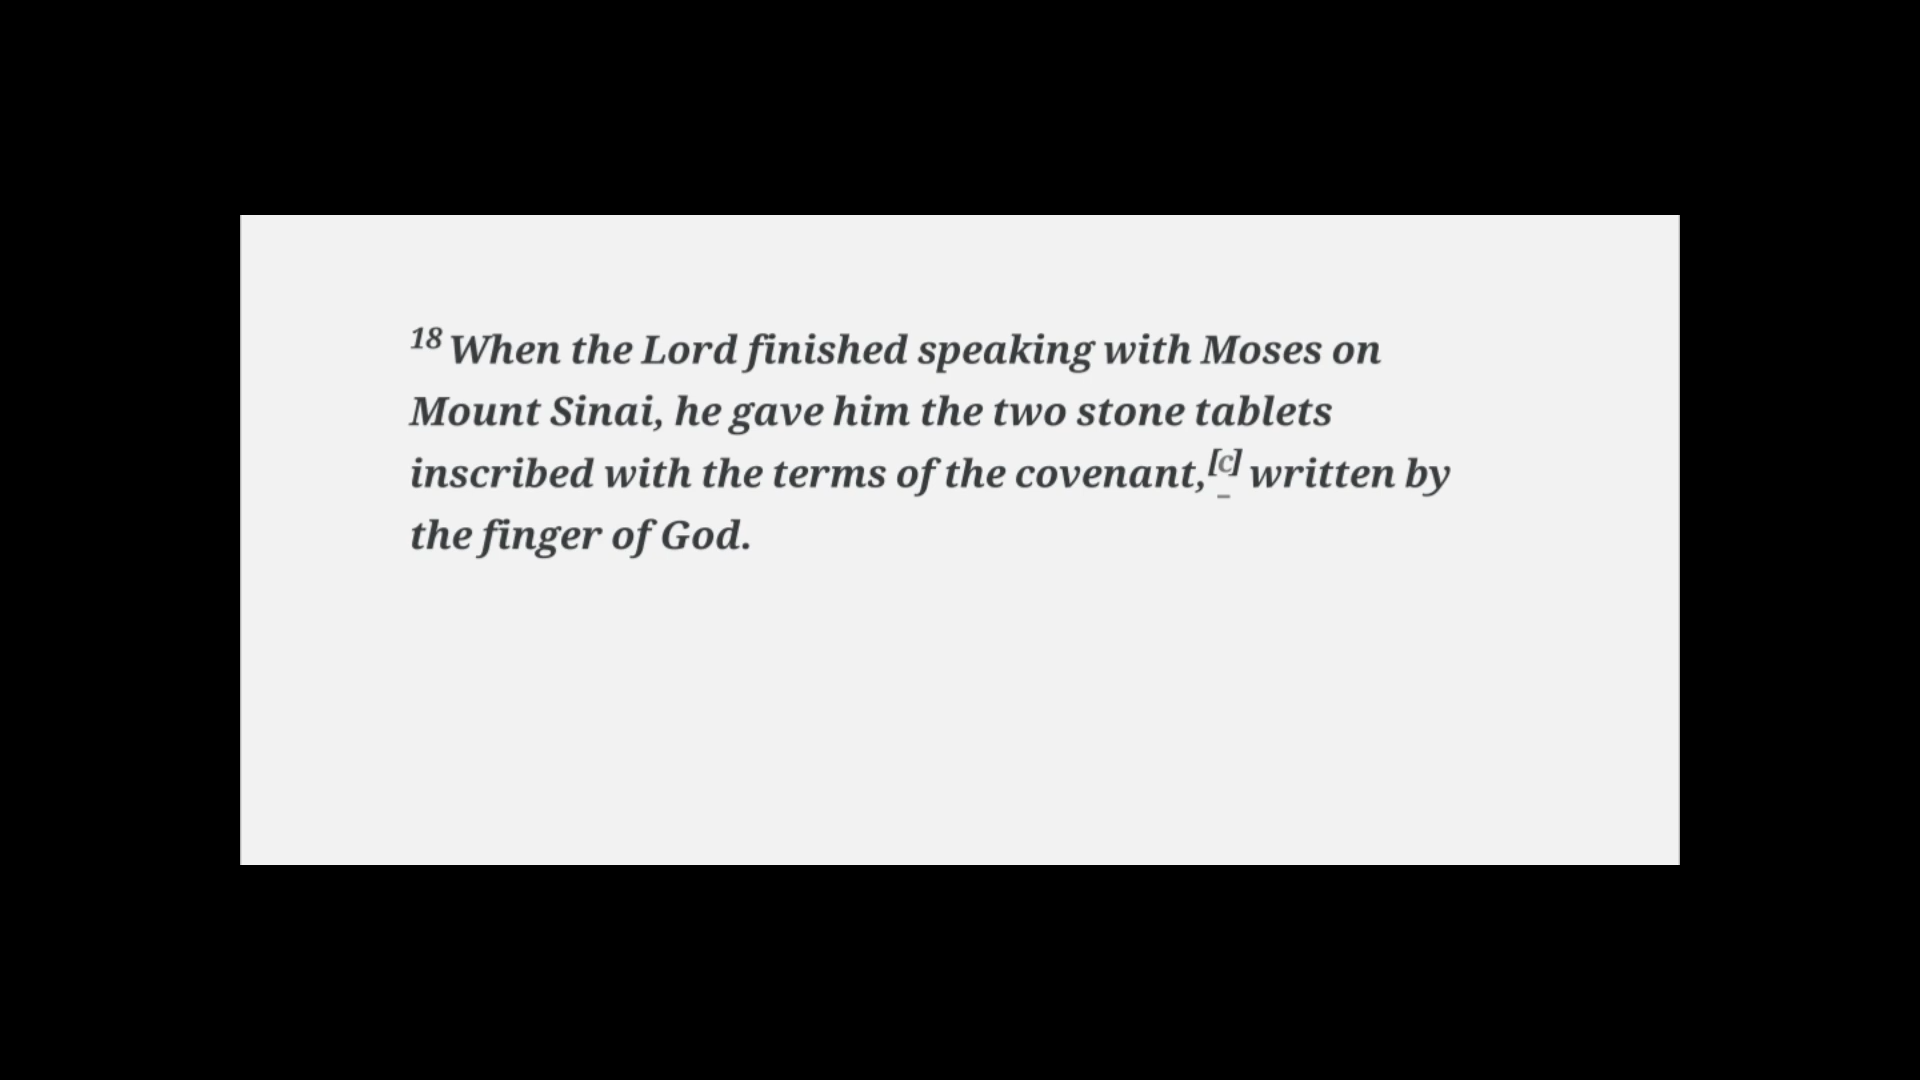 18 When the Lord finished speaking with Moses on
Mount Sinai, he gave him the two stone tablets
inscribed with the terms of the covenant,[c] written by
the finger of God.